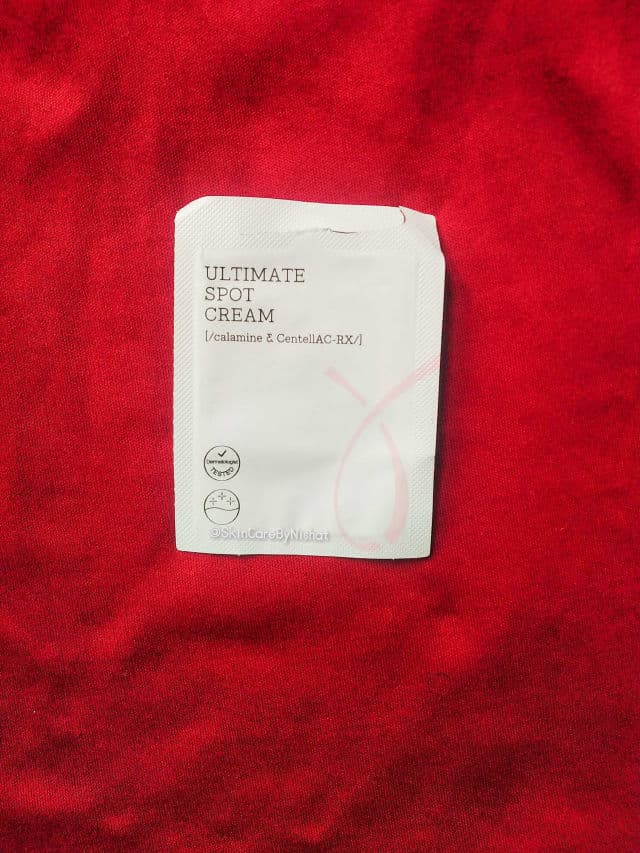 ULTIMATE
SPOT
CREAM
[/calamine & CentellAC-RX/]
Dermatologist
TESTED
@SkinCareByNishat